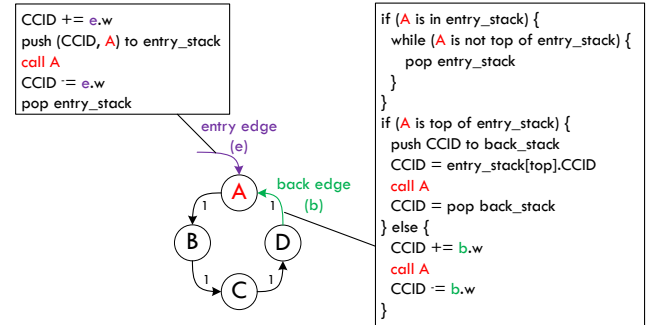 CCID += e.w
push (CCID, A) to entry_stack
call A
CCID -= e.w
pop entry_stack
entry edge
(e)
back edge
(b)
A
1
1
B
D
1
1
C
if (A is in entry_stack) {
while (A is not top of entry_stack) {
pop entry_stack
}
}
if (A is top of entry_stack) {
push CCID to back_stack
CCID = entry_stack[top].CCID
call A
CCID = pop back_stack
} else {
CCID += b.w
call A
CCID -= b.w
}